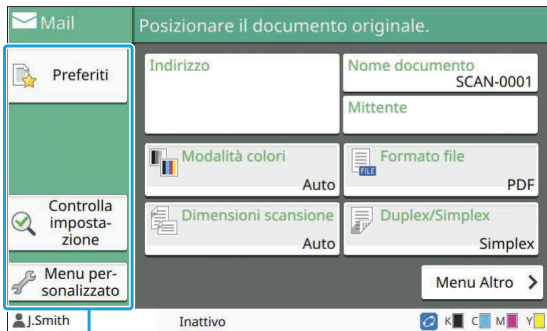 Mail
Posizionare il documento originale.
Preferiti
Controlla
imposta-
zione
Menu per-
sonalizzato
Indirizzo
Nome documento
SCAN-0001
Mittente
Modalità colori
Auto
FILE
Formato file
PDF
Dimensioni scansione
Auto
Duplex/Simplex
Simplex
Menu Altro
J.Smith
Inattivo
K C M Y